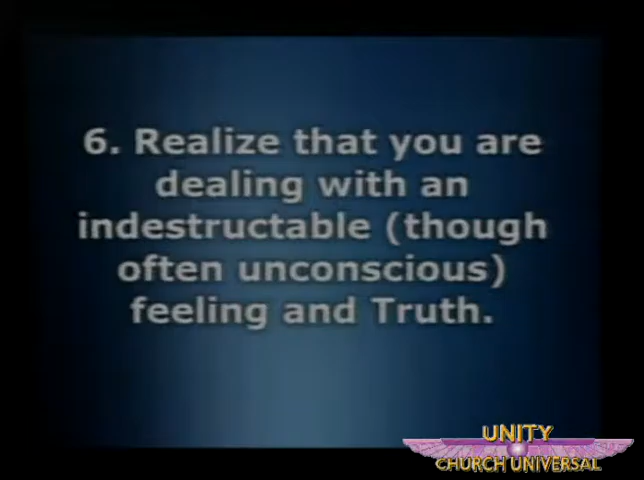 6. Realize that you are
dealing with an
indestructable (though
often unconscious)
feeling and Truth.
UNITY
CHURCH UNIVERSAL